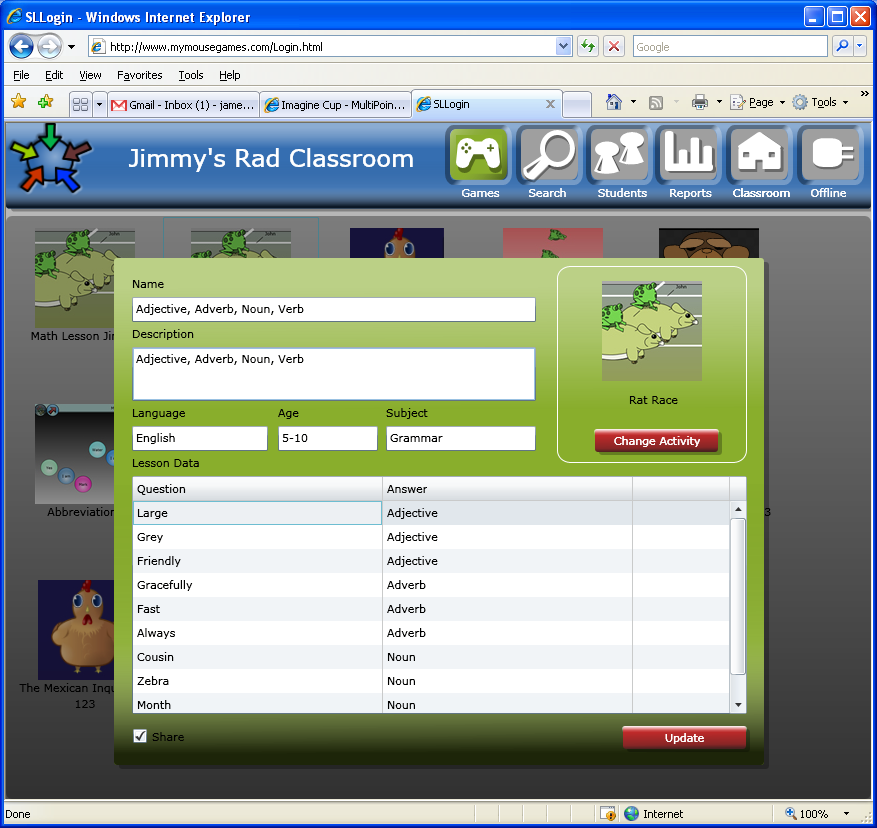 SLLogin - Windows Internet Explorer
http://www.mymousegames.com/Login.html
Google
File Edit View Favorites Tools Help
Gmail - Inbox (1) - jame... Imagine Cup - MultiPoin... SLLogin Page Tools
Jimmy's Rad Classroom
Games Search Students Reports Classroom Offline
John
John
Math Lesson Ji
Abbreviation
3
The Mexican Inqu
123
Name
Adjective, Adverb, Noun, Verb
Description
Adjective, Adverb, Noun, Verb
Language Age Subject
English 5-10 Grammar
John
Rat Race
Change Activity
Lesson Data
Question Answer
Large Adjective
Grey Adjective
Friendly Adjective
Gracefully Adverb
Fast Adverb
Always Adverb
Cousin Noun
Zebra Noun
Month Noun
Share
Update
Done Internet 100%